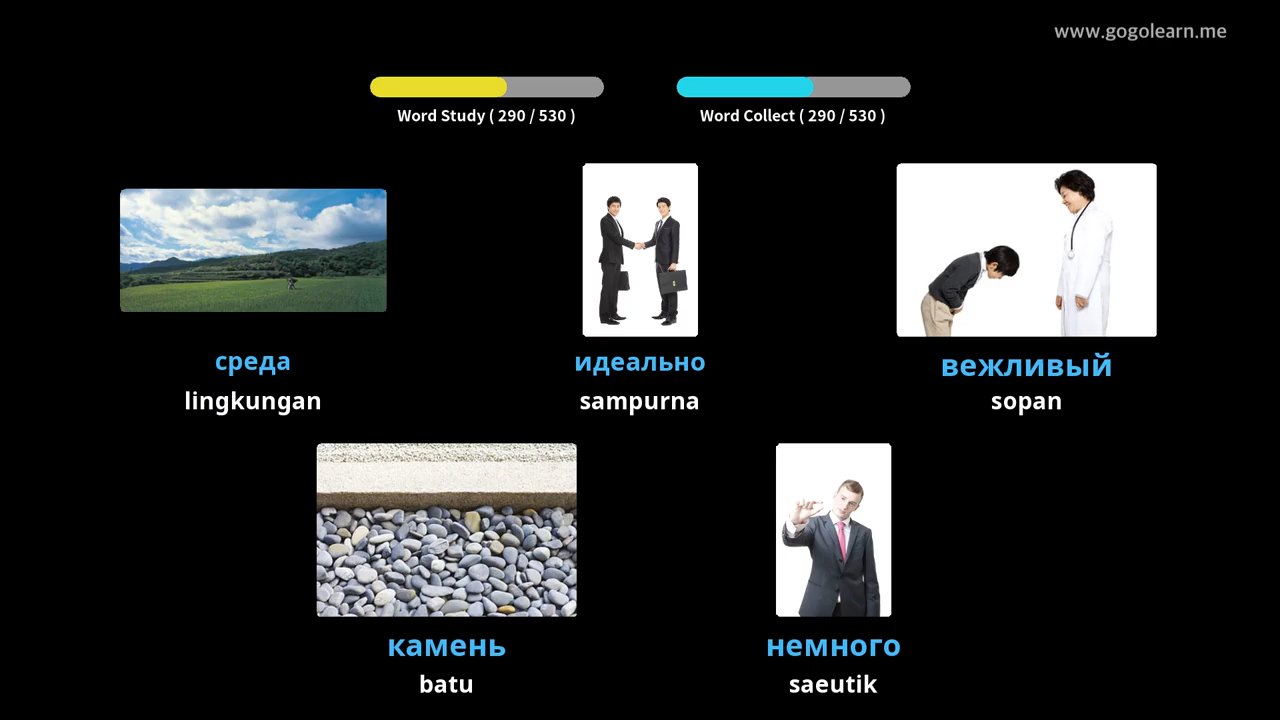 www.gogolearn.me
Word Study ( 290 / 530 )
Word Collect ( 290 / 530 )
среда
lingkungan
идеально
sampurna
вежливый
sopan
камень
batu
немного
saeutik